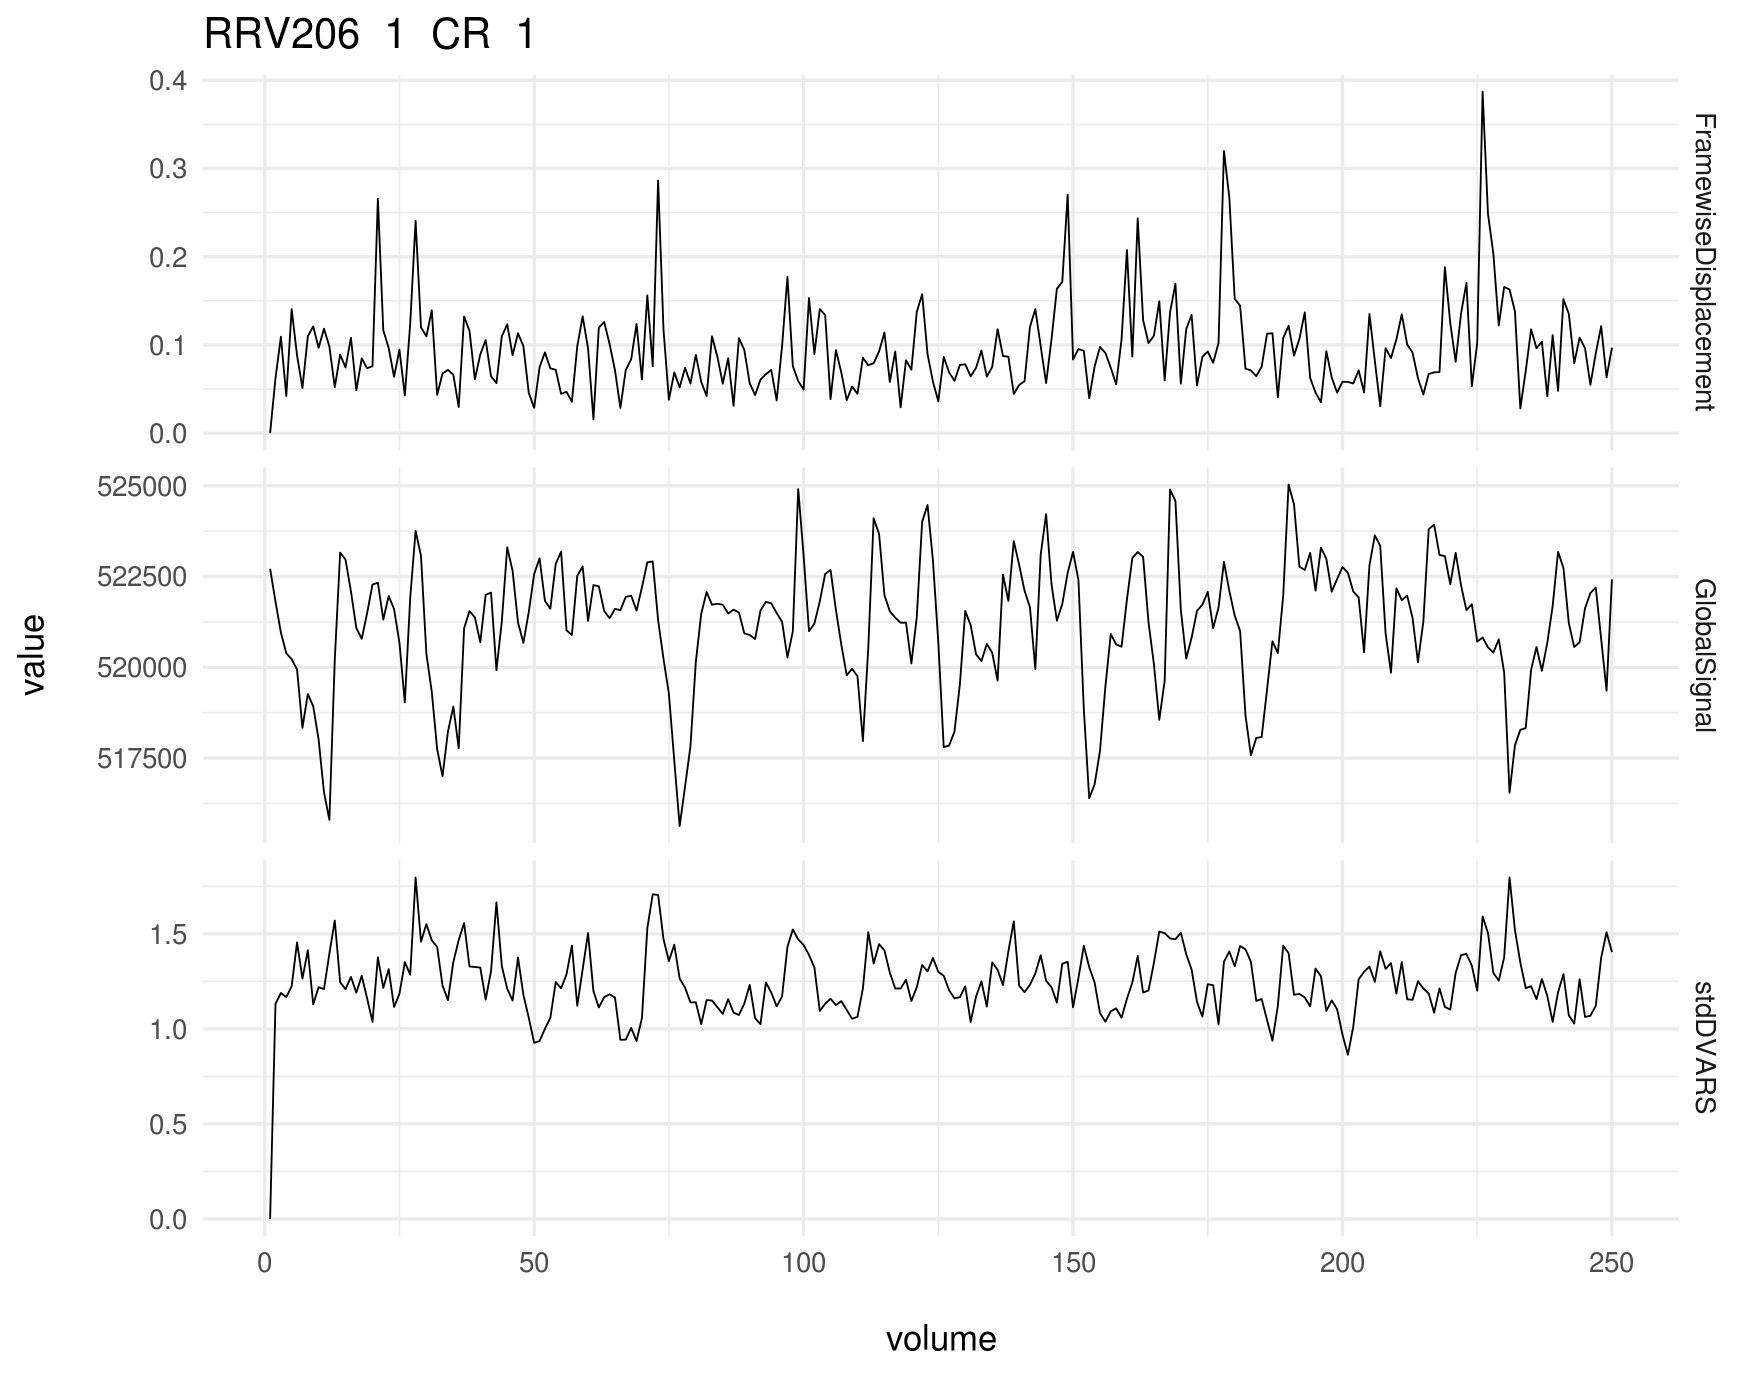 RRV206 1 CR 1
0.4
0.3
0.2
0.1
0.0
FramewiseDisplacement
525000
522500
520000
517500
GlobalSignal
value
1.5
1.0
0.5
0.0
stdDVARS
0 50 100 150 200 250
volume